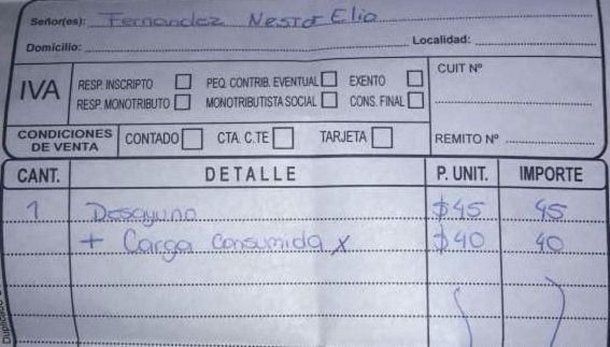 Señor(es): Fernandez Nestor Elio
Domicilio: Localidad:
IVA RESP. INSCRIPTO PEQ. CONTRIB. EVENTUAL EXENTO CUIT Nº
RESP. MONOTRIBUTO MONOTRIBUTISTA SOCIAL CONS. FINAL
CONDICIONES DE VENTA CONTADO CTA. C.TE TARJETA REMITO Nº
CANT. DETALLE P. UNIT. IMPORTE
1 Desayuno $45 45
+ Carga consumida x $40 40
Duplicado